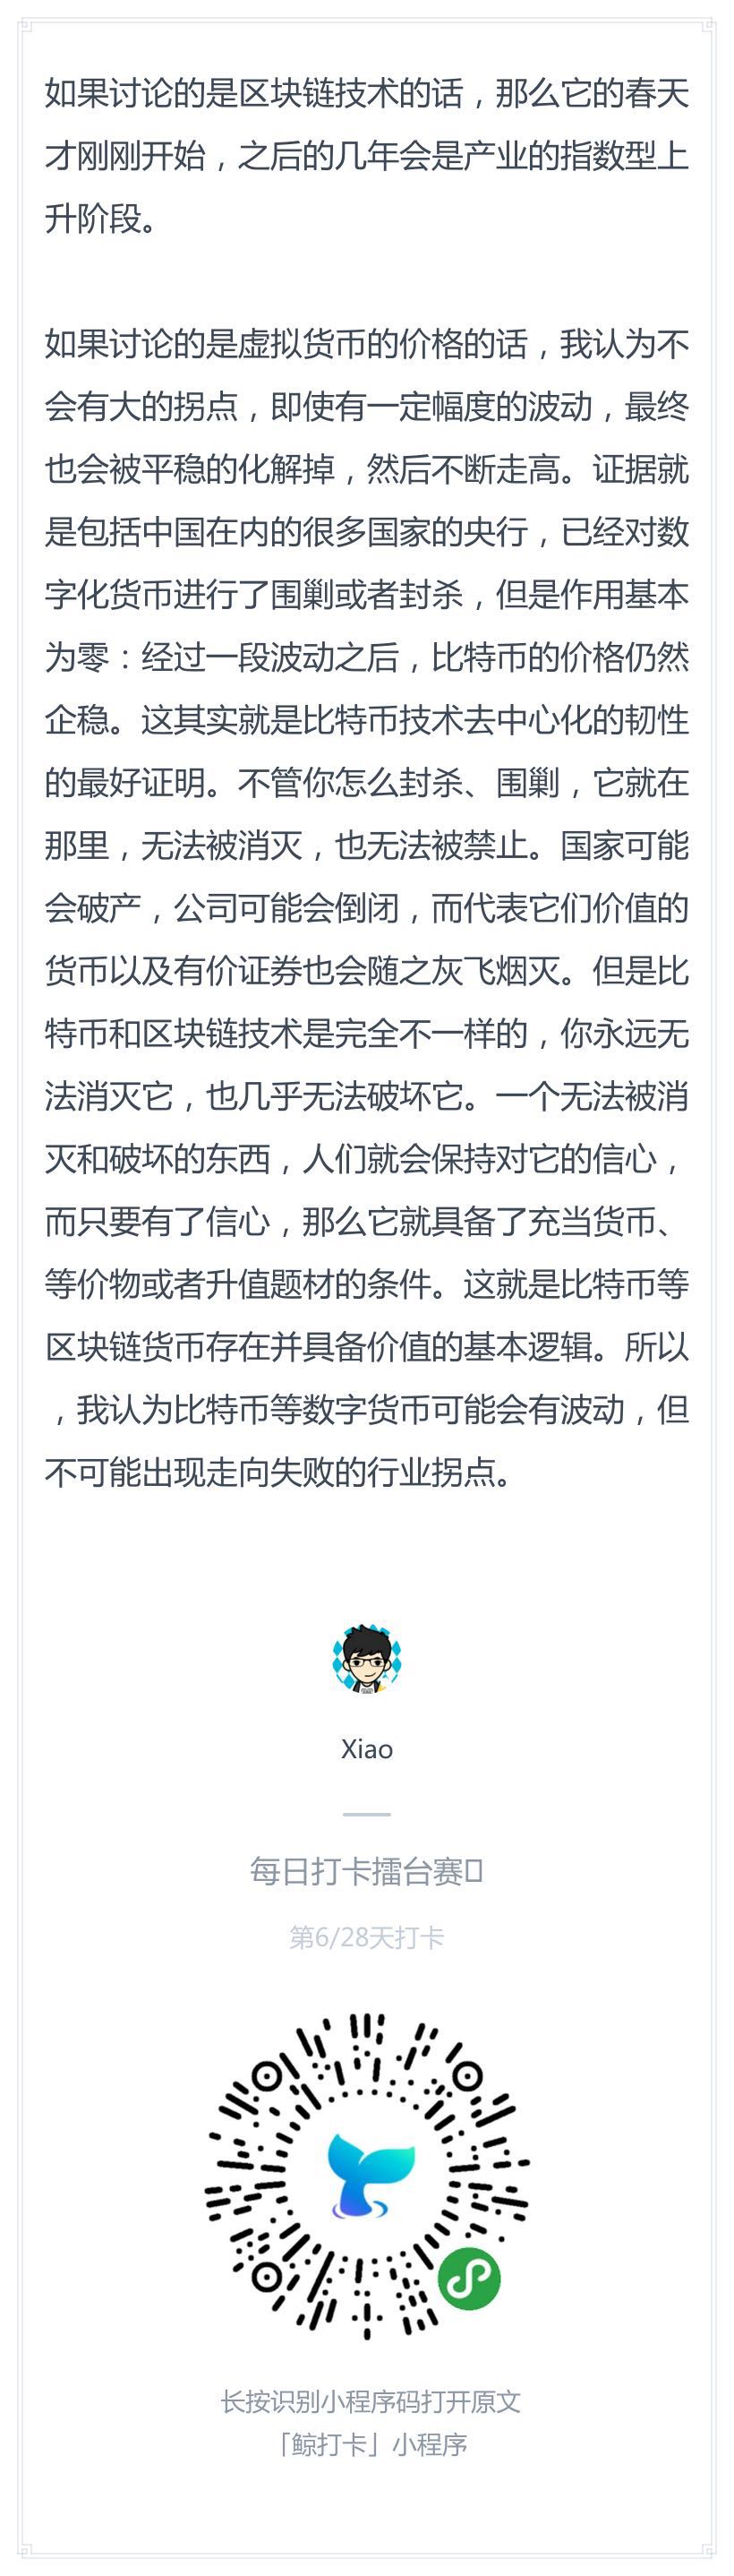 如果讨论的是区块链技术的话，那么它的春天
才刚刚开始，之后的几年会是产业的指数型上
升阶段。
如果讨论的是虚拟货币的价格的话，我认为不
会有大的拐点，即使有一定幅度的波动，最终
也会被平稳的化解掉，然后不断走高。证据就
是包括中国在内的很多国家的央行，已经对数
字化货币进行了围剿或者封杀，但是作用基本
为零：经过一段波动之后，比特币的价格仍然
企稳。这其实就是比特币技术去中心化的韧性
的最好证明。不管你怎么封杀、围剿，它就在
那里，无法被消灭，也无法被禁止。国家可能
会破产，公司可能会倒闭，而代表它们价值的
货币以及有价证券也会随之灰飞烟灭。但是比
特币和区块链技术是完全不一样的，你永远无
法消灭它，也几乎无法破坏它。一个无法被消
灭和破坏的东西，人们就会保持对它的信心，
而只要有了信心，那么它就具备了充当货币、
等价物或者升值题材的条件。这就是比特币等
区块链货币存在并具备价值的基本逻辑。所以
，我认为比特币等数字货币可能会有波动，但
不可能出现走向失败的行业拐点。
Xiao
每日打卡擂台赛
第6/28天打卡
长按识别小程序码打开原文
「鲸打卡」小程序